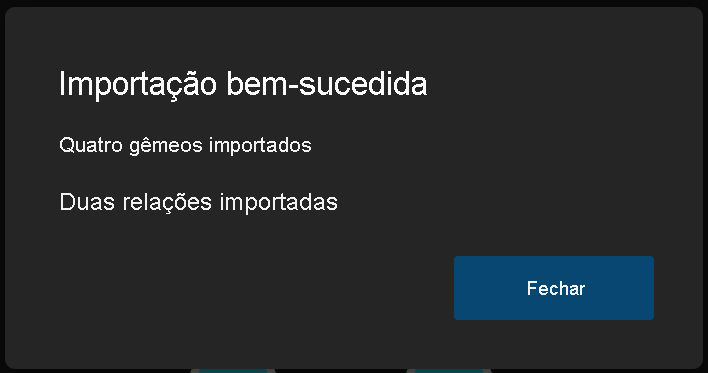 Importação bem-sucedida
Quatro gêmeos importados
Duas relações importadas
Fechar